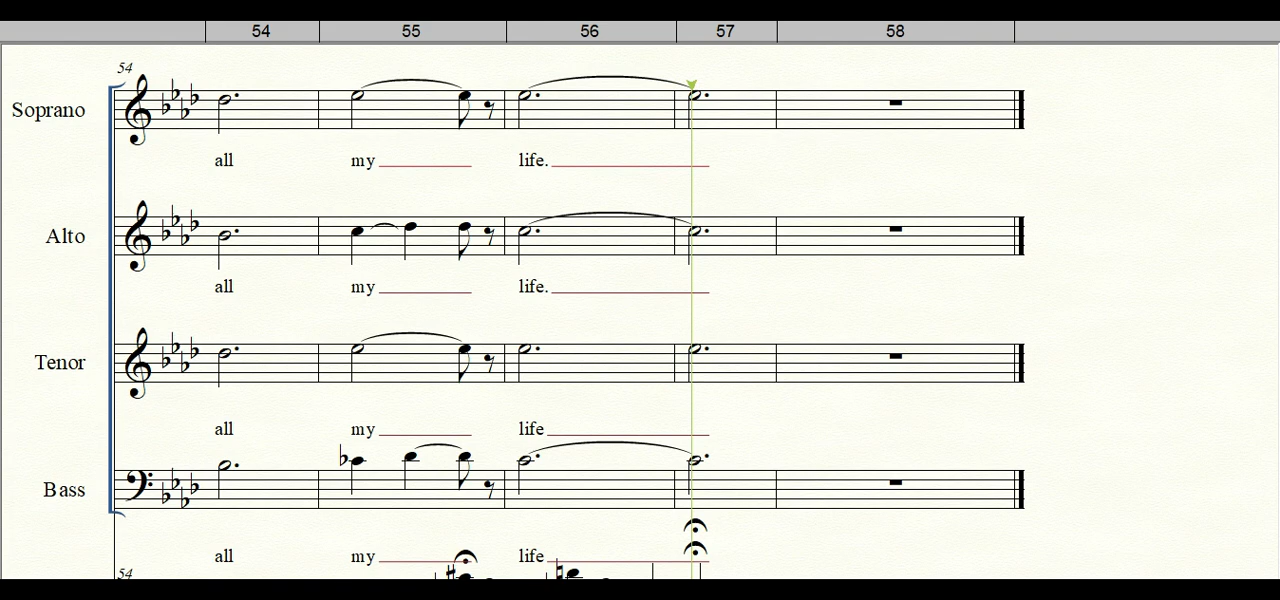 54 55 56 57 58
54
Soprano
all my life.
Alto
all my life.
Tenor
all my life
Bass
all my life
54